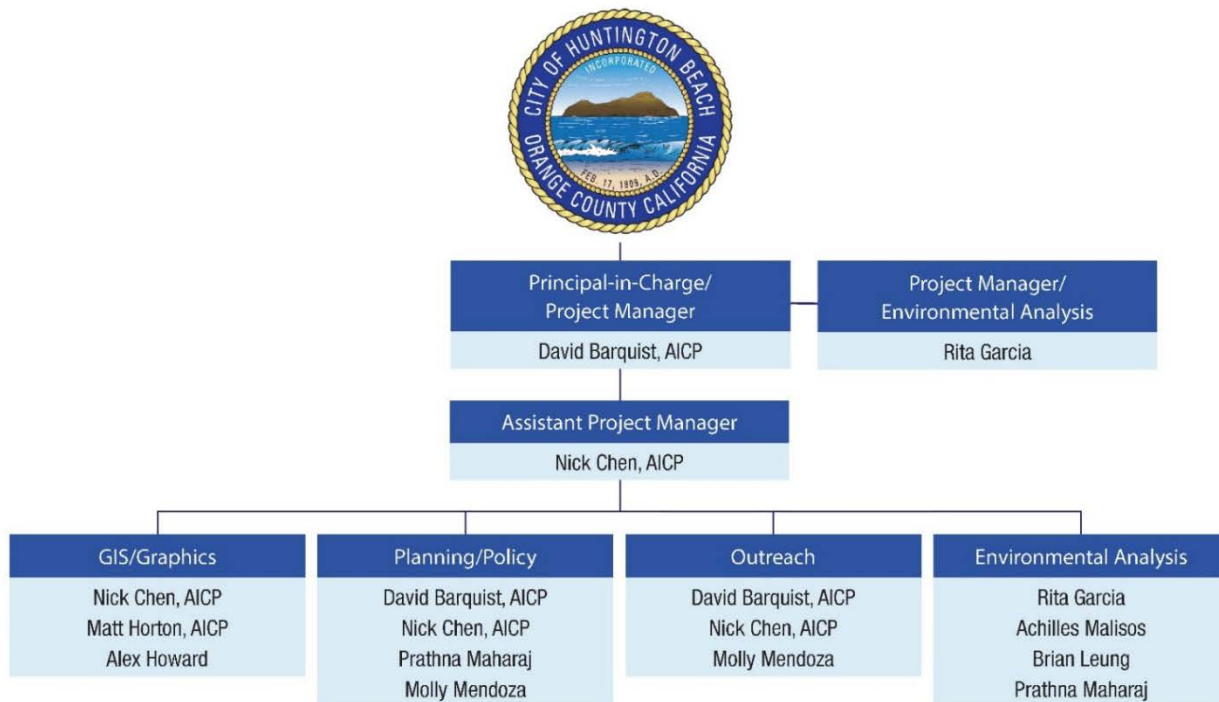 CITY OF HUNTINGTON BEACH
INCORPORATED
FEB. 17, 1909, A.D.
ORANGE COUNTY CALIFORNIA
Principal-in-Charge/
Project Manager
David Barquist, AICP
Project Manager/
Environmental Analysis
Rita Garcia
Assistant Project Manager
Nick Chen, AICP
GIS/Graphics
Nick Chen, AICP
Matt Horton, AICP
Alex Howard
Planning/Policy
David Barquist, AICP
Nick Chen, AICP
Prathna Maharaj
Molly Mendoza
Outreach
David Barquist, AICP
Nick Chen, AICP
Molly Mendoza
Environmental Analysis
Rita Garcia
Achilles Malisos
Brian Leung
Prathna Maharaj